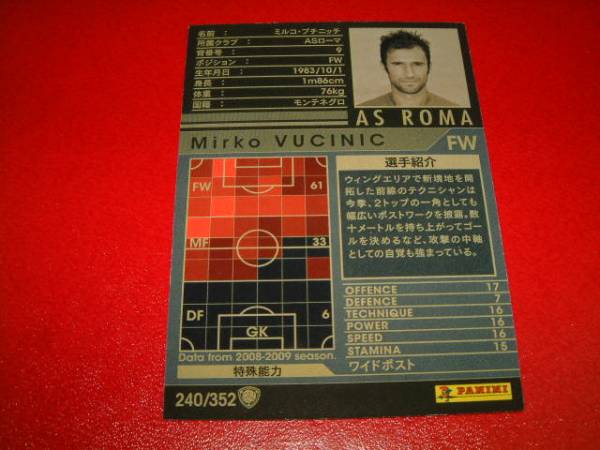 名前 : ミルコ・ブチニッチ
所属クラブ : ASローマ
背番号 : 9
ポジション : FW
生年月日 : 1983/10/1
身長 : 1m86cm
体重 : 76kg
国籍 : モンテネグロ
AS ROMA
Mirko VUCINIC FW
FW 61
MF 33
DF 6
GK
Data from 2008-2009 season.
特殊能力
240/352
選手紹介
ウィングエリアで新境地を開
拓した前線のテクニシャンは
今季、2トップの一角としても
幅広いポストワークを披露。数
十メートルを持ち上がってゴー
ルを決めるなど、攻撃の中軸
としての自覚も強まっている。
OFFENCE 17
DEFENCE 7
TECHNIQUE 16
POWER 16
SPEED 16
STAMINA 15
ワイドポスト
PANINI